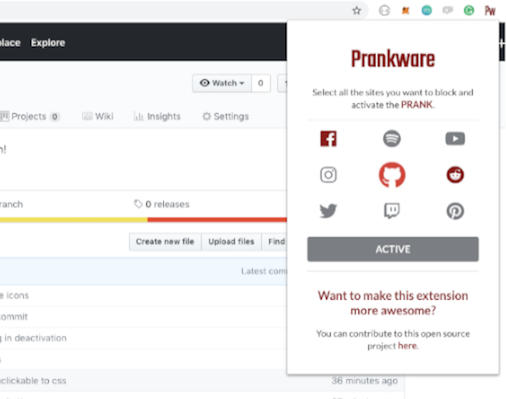 lace Explore
Pw
Watch 0
Projects 0 Wiki Insights Settings
n!
ranch 0 releases
Create new file Upload files Find
Latest com
e icons
ommit
g in deactivation
s
clickable to css 36 minutes ago
Prankware
Select all the sites you want to block and
activate the PRANK.
ACTIVE
Want to make this extension
more awesome?
You can contribute to this open source
project here.